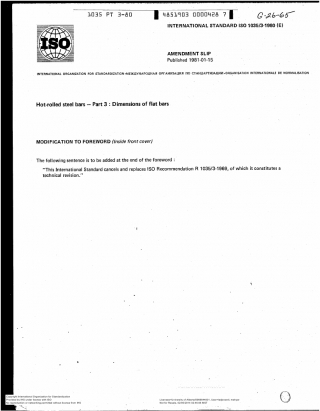 1035 PT 3-80
4851903 0000428 7
G-26-65
INTERNATIONAL STANDARD ISO 1035/3-1980 (E)
ISO
AMENDMENT SLIP
Published 1981-01-15
INTERNATIONAL ORGANIZATION FOR STANDARDIZATION•МЕЖДУНАРОДНАЯ ОРГАНИЗАЦИЯ ПО СТАНДАРТИЗАЦИИ•ORGANISATION INTERNATIONALE DE NORMALISATION
Hot-rolled steel bars — Part 3 : Dimensions of flat bars
MODIFICATION TO FOREWORD (Inside front cover)
The following sentence is to be added at the end of the foreword :
"This International Standard cancels and replaces ISO Recommendation R 1035/3-1969, of which it constitutes a
technical revision."